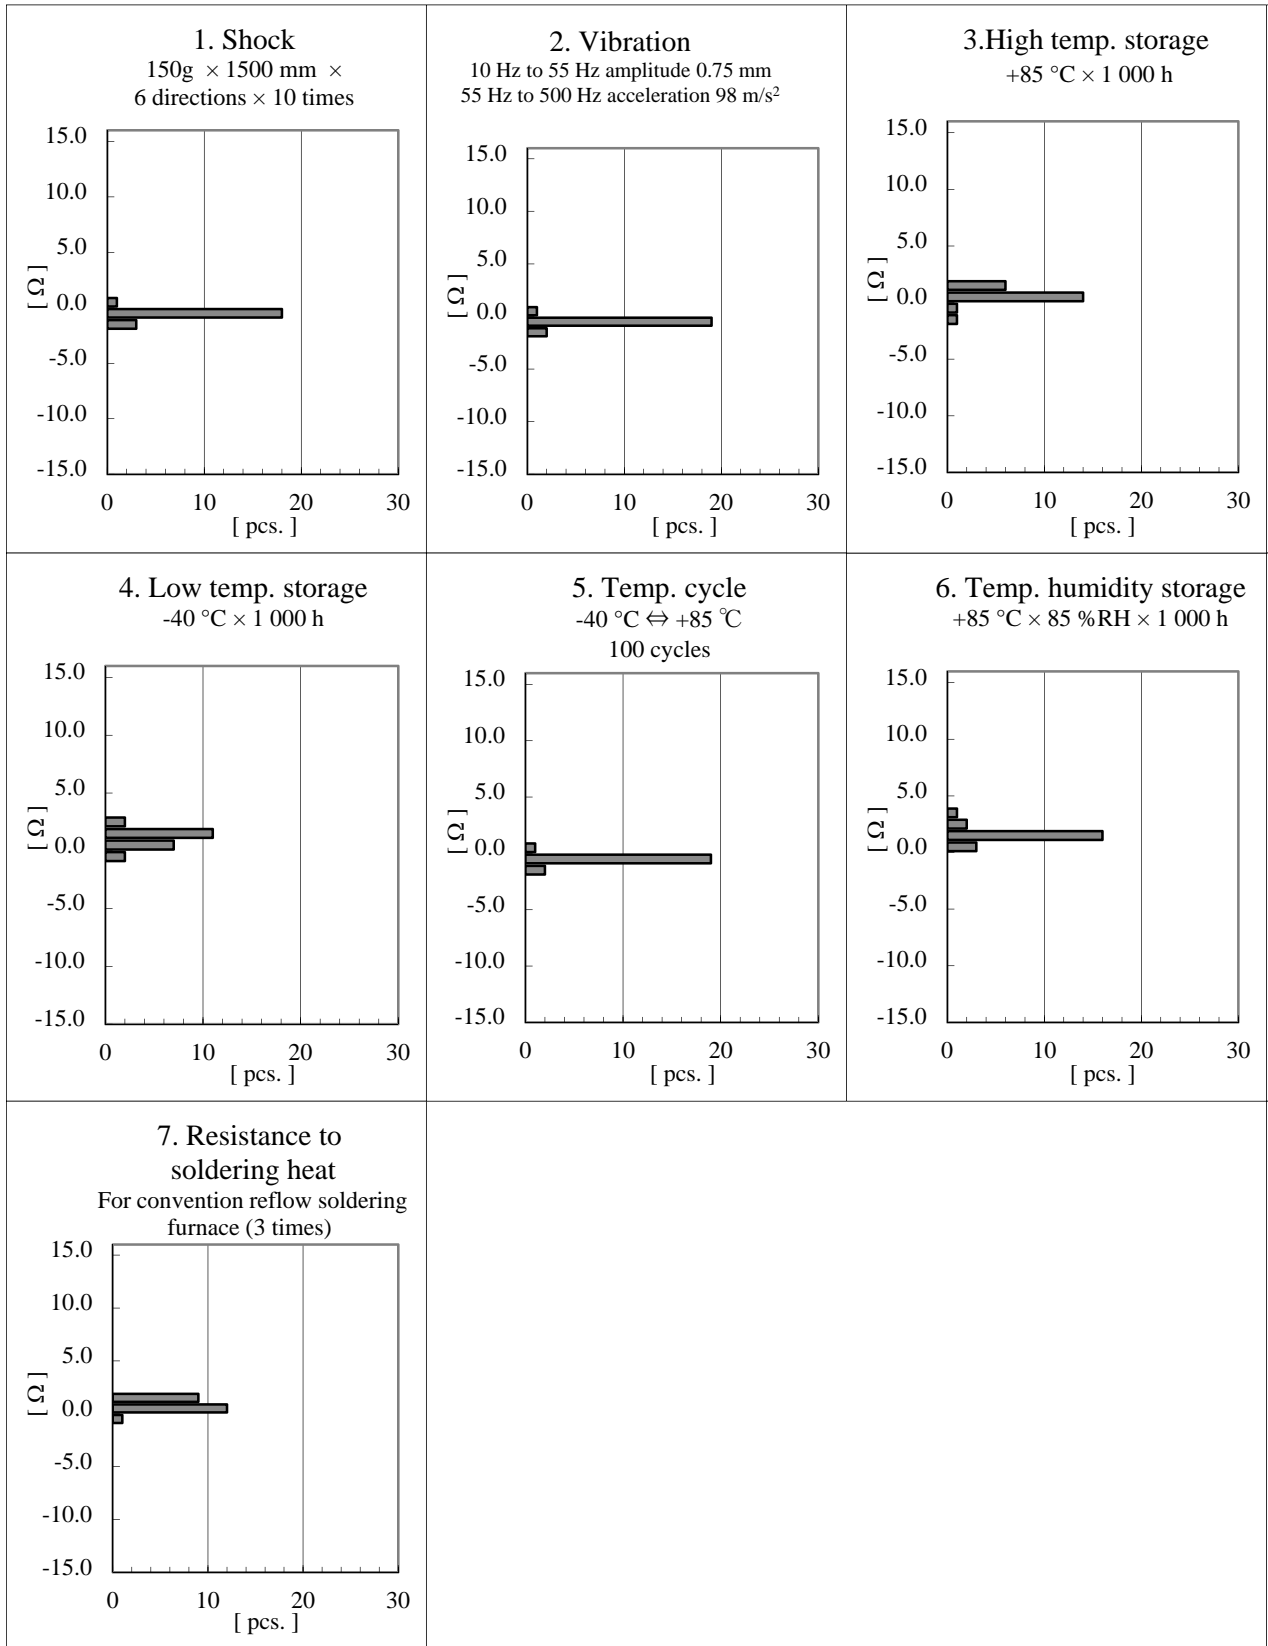 1. Shock
150g × 1500 mm ×
6 directions × 10 times
15.0
10.0
5.0
0.0
-5.0
-10.0
-15.0
[ Ω ]
0 10 20 30
[ pcs. ]
2. Vibration
10 Hz to 55 Hz amplitude 0.75 mm
55 Hz to 500 Hz acceleration 98 m/s²
15.0
10.0
5.0
0.0
-5.0
-10.0
-15.0
[ Ω ]
0 10 20 30
[ pcs. ]
3.High temp. storage
+85 °C × 1 000 h
15.0
10.0
5.0
0.0
-5.0
-10.0
-15.0
[ Ω ]
0 10 20 30
[ pcs. ]
4. Low temp. storage
-40 °C × 1 000 h
15.0
10.0
5.0
0.0
-5.0
-10.0
-15.0
[ Ω ]
0 10 20 30
[ pcs. ]
5. Temp. cycle
-40 °C ⇔ +85 ℃
100 cycles
15.0
10.0
5.0
0.0
-5.0
-10.0
-15.0
[ Ω ]
0 10 20 30
[ pcs. ]
6. Temp. humidity storage
+85 °C × 85 %RH × 1 000 h
15.0
10.0
5.0
0.0
-5.0
-10.0
-15.0
[ Ω ]
0 10 20 30
[ pcs. ]
7. Resistance to
soldering heat
For convention reflow soldering
furnace (3 times)
15.0
10.0
5.0
0.0
-5.0
-10.0
-15.0
[ Ω ]
0 10 20 30
[ pcs. ]